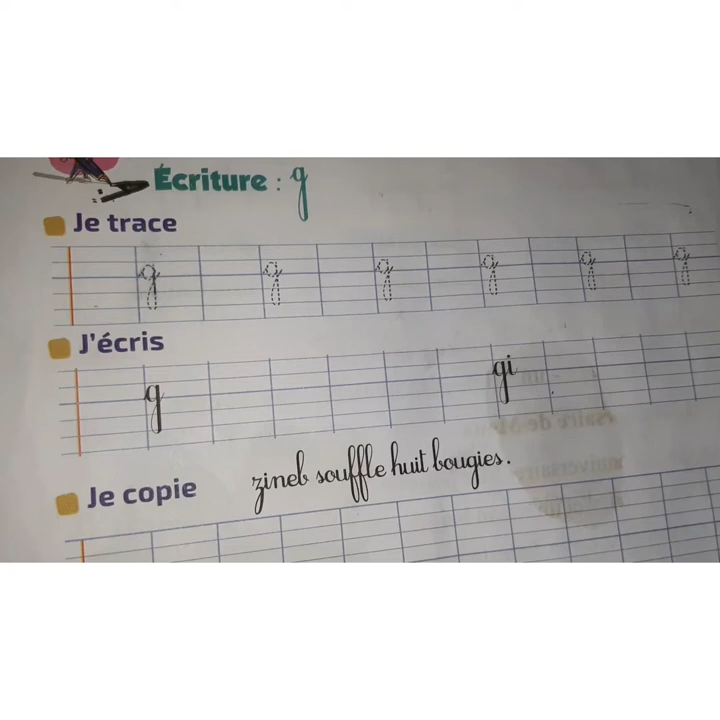 Écriture : g
Je trace
g g g g g g
J'écris
g gi
zineb souffle huit bougies.
Je copie